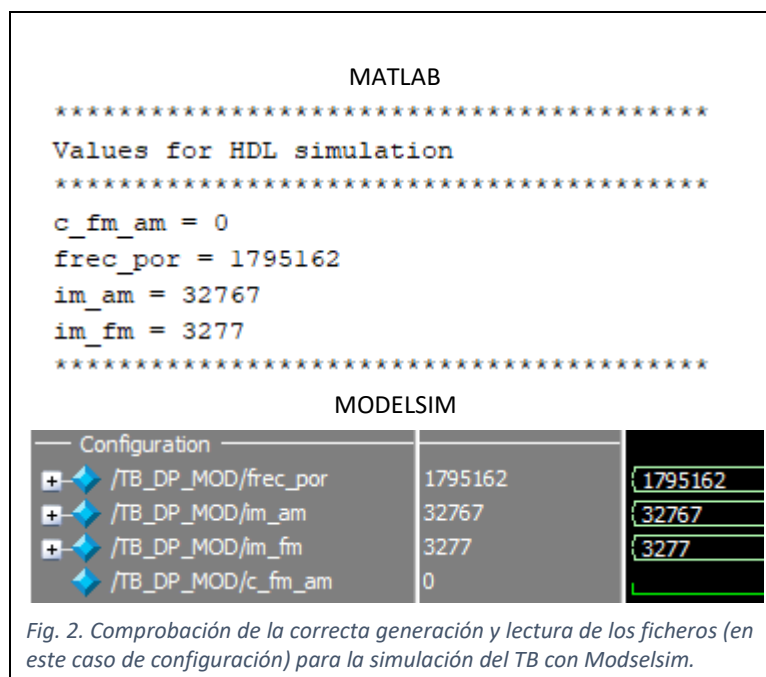 MATLAB
*****************************************
Values for HDL simulation
*****************************************
c_fm_am = 0
frec_por = 1795162
im_am = 32767
im_fm = 3277
*****************************************
MODELSIM
Configuration
/TB_DP_MOD/frec_por 1795162 1795162
/TB_DP_MOD/im_am 32767 32767
/TB_DP_MOD/im_fm 3277 3277
/TB_DP_MOD/c_fm_am 0
Fig. 2. Comprobación de la correcta generación y lectura de los ficheros (en
este caso de configuración) para la simulación del TB con Modselsim.